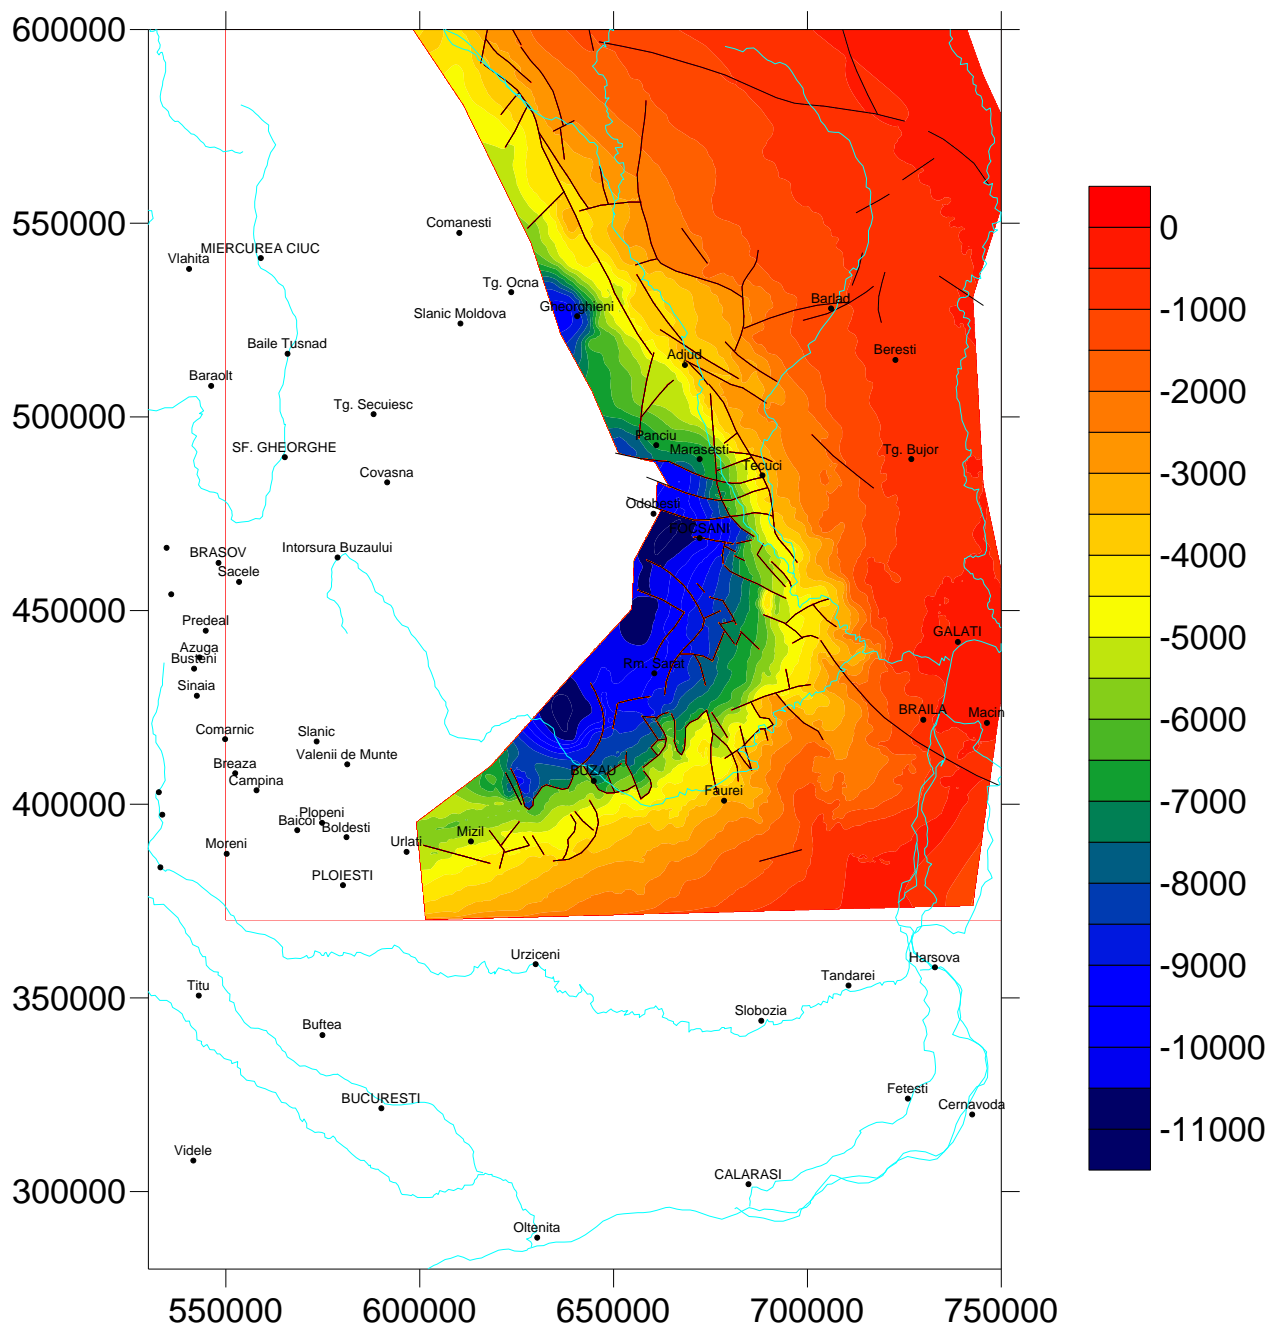 600000
550000
500000
450000
400000
350000
300000
550000
600000
650000
700000
750000
0
-1000
-2000
-3000
-4000
-5000
-6000
-7000
-8000
-9000
-10000
-11000
Comanesti
MIERCUREA CIUC
Vlahita
Tg. Ocna
Gheorghieni
Slanic Moldova
Barlad
Baile Tusnad
Adjud
Beresti
Baraolt
Tg. Secuiesc
Panciu
SF. GHEORGHE
Marasesti
Tg. Bujor
Tecuci
Covasna
Odobesti
FOCSANI
BRASOV
Intorsura Buzaului
Sacele
Predeal
GALATI
Azuga
Busteni
Rm. Sarat
Sinaia
BRAILA
Macin
Comarnic
Slanic
Valenii de Munte
Breaza
BUZAU
Campina
Faurei
Plopeni
Baicoi
Boldesti
Mizil
Moreni
Urlati
PLOIESTI
Urziceni
Harsova
Tandarei
Titu
Slobozia
Buftea
Fetesti
BUCURESTI
Cernavoda
Videle
CALARASI
Oltenita